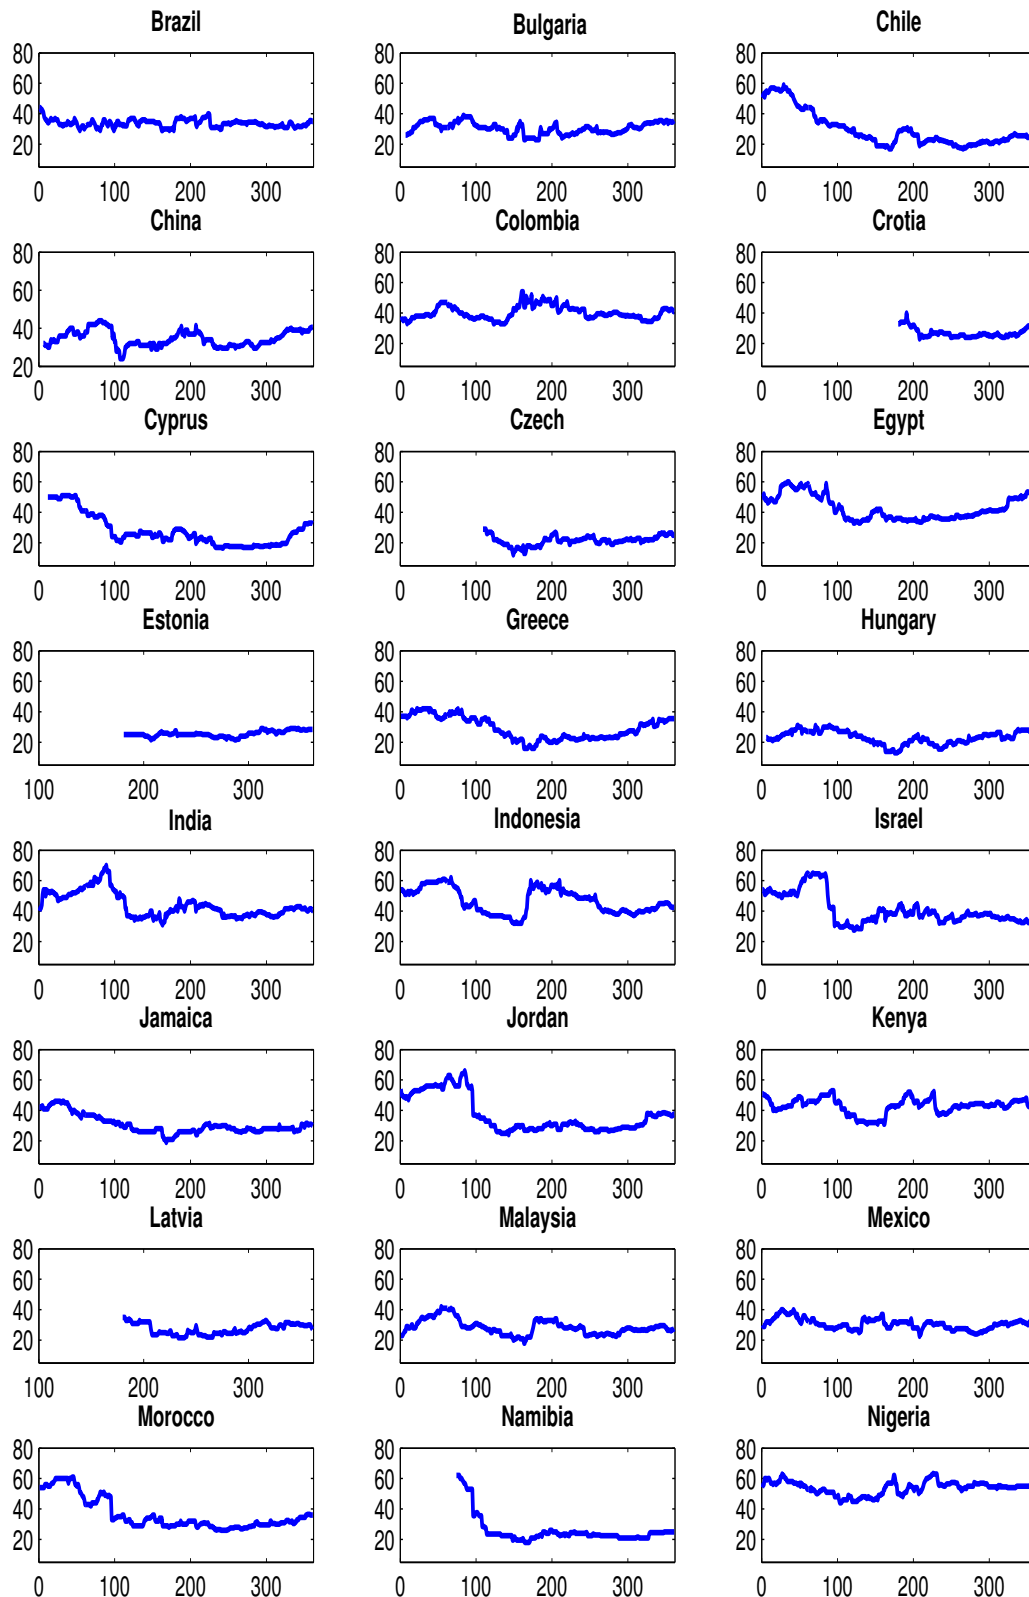 Brazil Bulgaria Chile
80 80 80
60 60 60
40 40 40
20 20 20
0 100 200 300 0 100 200 300 0 100 200 300
China Colombia Crotia
80 80 80
60 60 60
40 40 40
20 20 20
0 100 200 300 0 100 200 300 0 100 200 300
Cyprus Czech Egypt
80 80 80
60 60 60
40 40 40
20 20 20
0 100 200 300 0 100 200 300 0 100 200 300
Estonia Greece Hungary
80 80 80
60 60 60
40 40 40
20 20 20
100 200 300 0 100 200 300 0 100 200 300
India Indonesia Israel
80 80 80
60 60 60
40 40 40
20 20 20
0 100 200 300 0 100 200 300 0 100 200 300
Jamaica Jordan Kenya
80 80 80
60 60 60
40 40 40
20 20 20
0 100 200 300 0 100 200 300 0 100 200 300
Latvia Malaysia Mexico
80 80 80
60 60 60
40 40 40
20 20 20
100 200 300 0 100 200 300 0 100 200 300
Morocco Namibia Nigeria
80 80 80
60 60 60
40 40 40
20 20 20
0 100 200 300 0 100 200 300 0 100 200 300